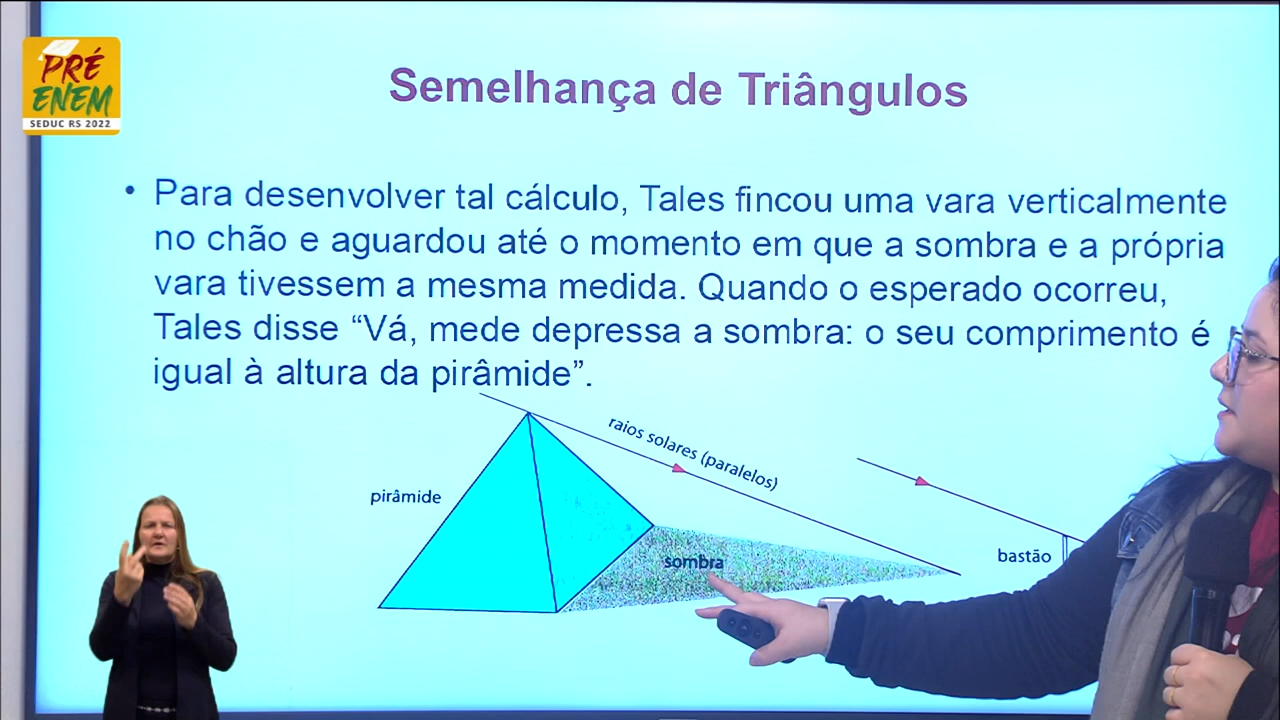 PRÉ
ENEM
SEDUC RS 2022
Semelhança de Triângulos
• Para desenvolver tal cálculo, Tales fincou uma vara verticalmente
no chão e aguardou até o momento em que a sombra e a própria
vara tivessem a mesma medida. Quando o esperado ocorreu,
Tales disse “Vá, mede depressa a sombra: o seu comprimento é
igual à altura da pirâmide”.
raios solares (paralelos)
pirâmide
bastão
sombra